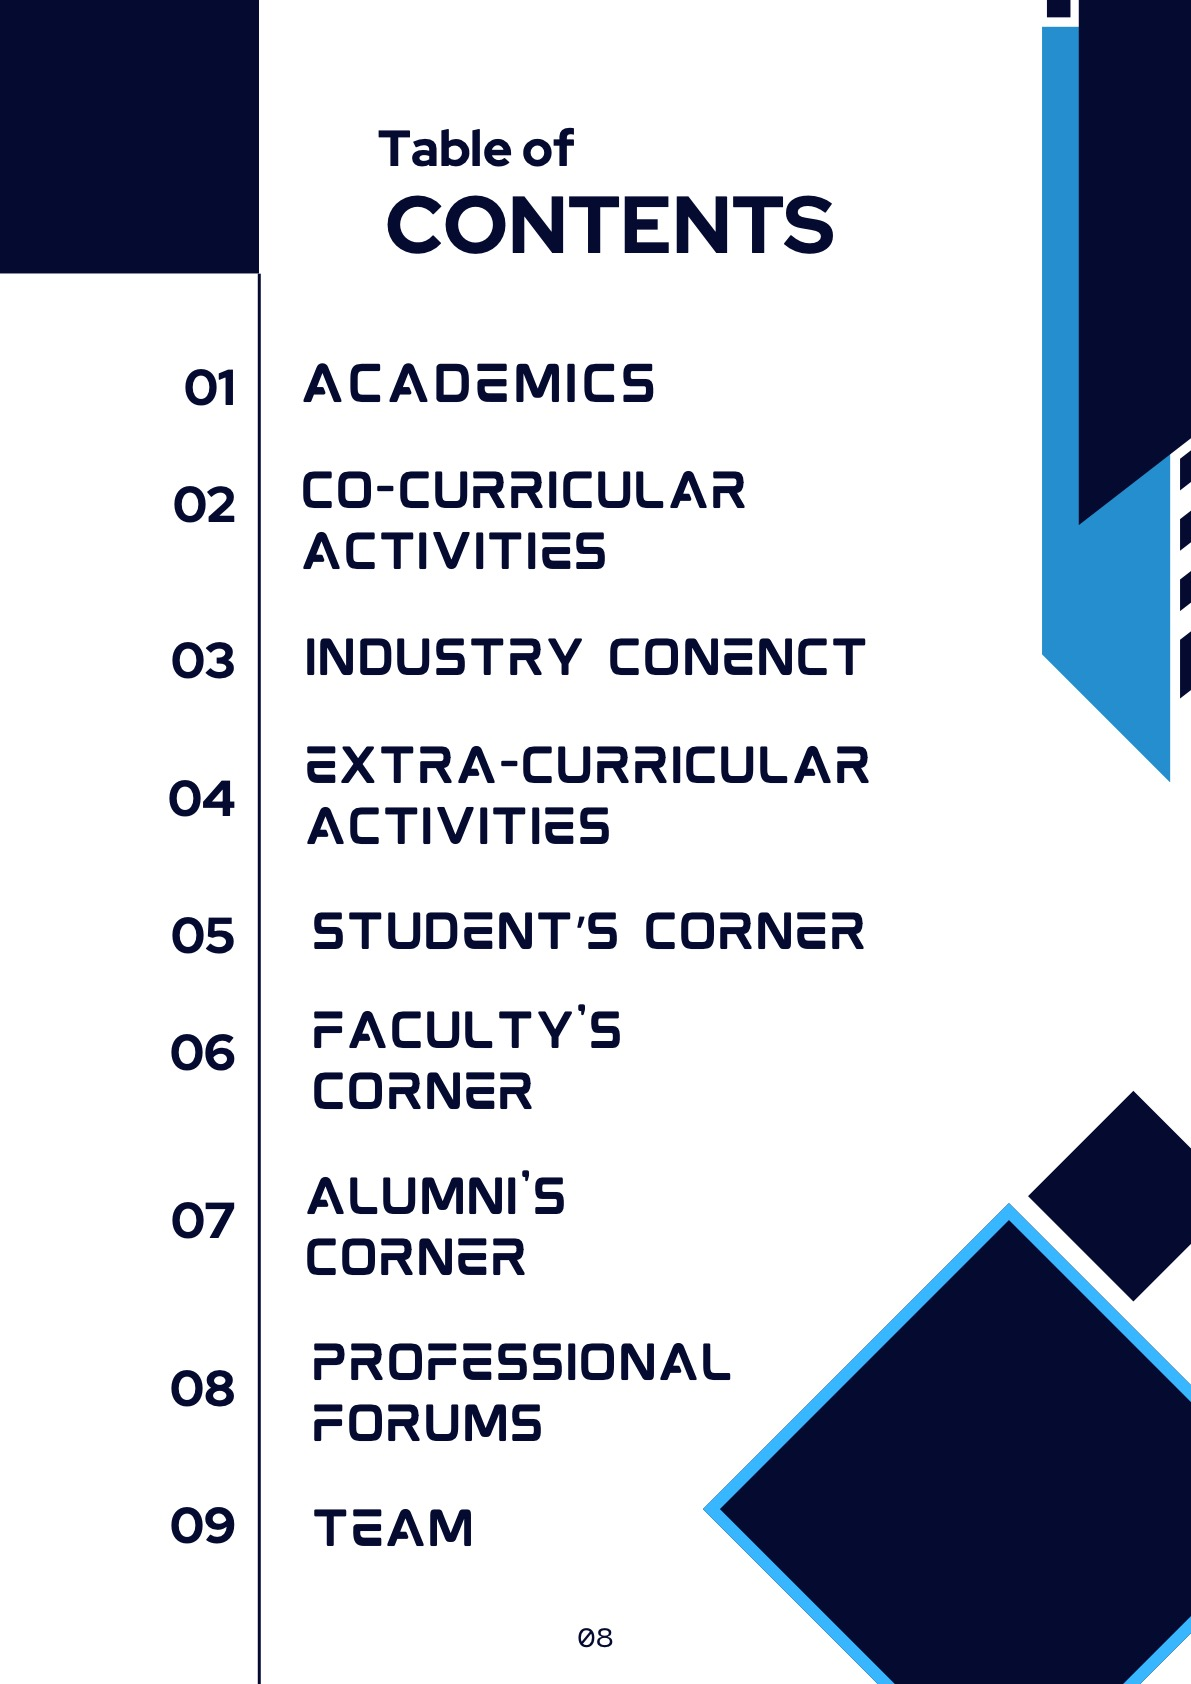 Table of
CONTENTS
01 ACADEMICS
02 CO-CURRICULAR
ACTIVITIES
03 INDUSTRY CONENCT
04 EXTRA-CURRICULAR
ACTIVITIES
05 STUDENT'S CORNER
06 FACULTY'S
CORNER
07 ALUMNI'S
CORNER
08 PROFESSIONAL
FORUMS
09 TEAM
08